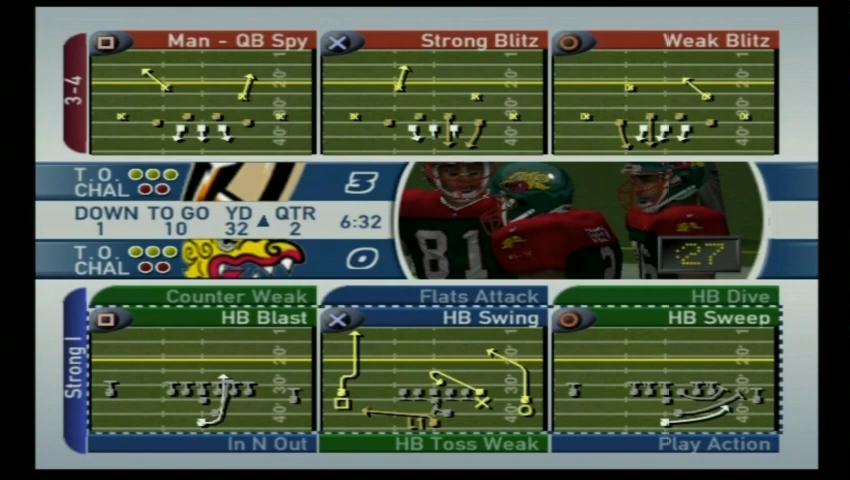 Man - QB Spy
Strong Blitz
Weak Blitz
3-4
T.O.
CHAL
3
DOWN TO GO YD QTR
1 10 32 2 6:32
T.O.
CHAL
0
81
27
Counter Weak
Flats Attack
HB Dive
HB Blast
HB Swing
HB Sweep
Strong I
In N Out
HB Toss Weak
Play Action